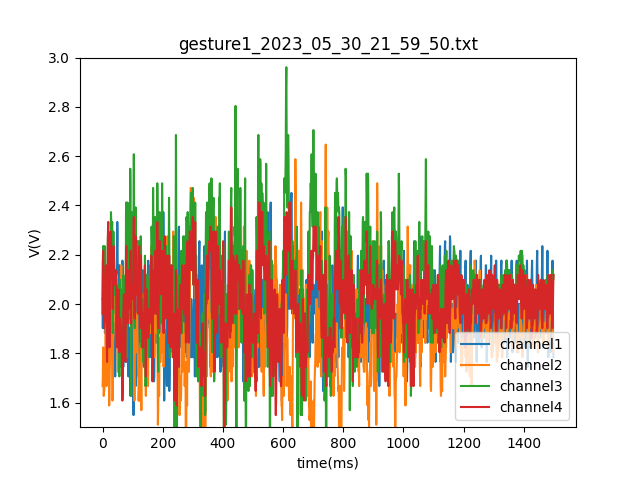 gesture1_2023_05_30_21_59_50.txt
3.0
2.8
2.6
2.4
2.2
2.0
1.8
1.6
V(V)
0 200 400 600 800 1000 1200 1400
time(ms)
channel1
channel2
channel3
channel4